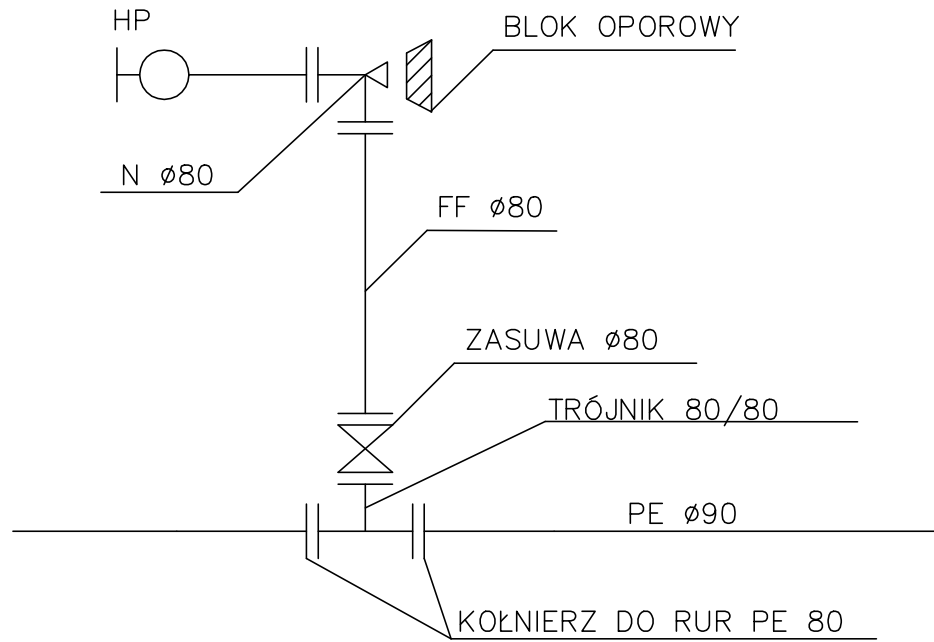 HP
BLOK OPOROWY
N ø80
FF ø80
ZASUWA ø80
TRÓJNIK 80/80
PE ø90
KOŁNIERZ DO RUR PE 80